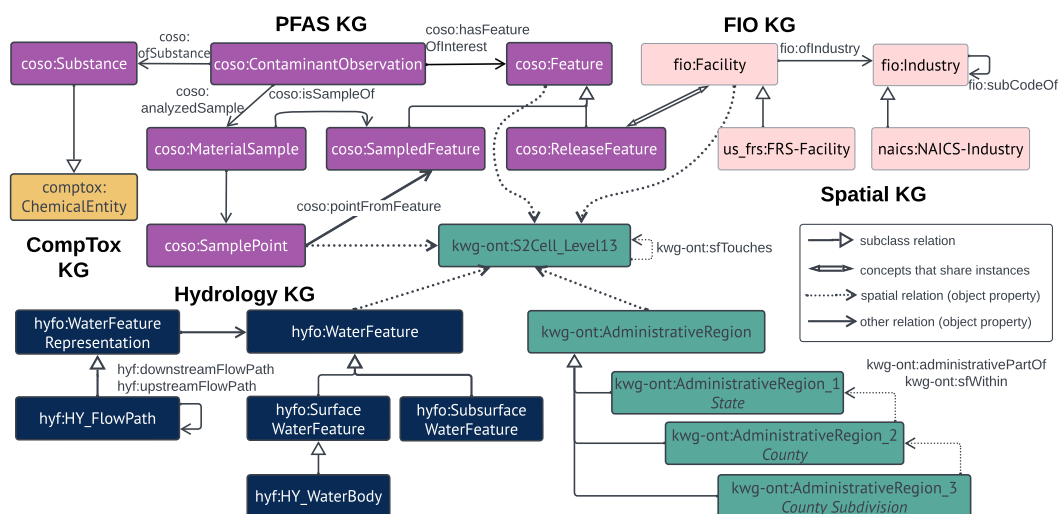 PFAS KG
FIO KG
coso:
ofSubstance
coso:hasFeature
OfInterest
fio:ofIndustry
coso:Substance
coso:ContaminantObservation
coso:Feature
fio:Facility
fio:Industry
fio:subCodeOf
coso:
analyzedSample
coso:isSampleOf
coso:MaterialSample
coso:SampledFeature
coso:ReleaseFeature
us_frs:FRS-Facility
naics:NAICS-Industry
comptox:
ChemicalEntity
coso:pointFromFeature
Spatial KG
CompTox
KG
coso:SamplePoint
kwg-ont:S2Cell_Level13
kwg-ont:sfTouches
subclass relation
concepts that share instances
spatial relation (object property)
other relation (object property)
Hydrology KG
hyfo:WaterFeature
Representation
hyfo:WaterFeature
kwg-ont:AdministrativeRegion
hyf:downstreamFlowPath
hyf:upstreamFlowPath
kwg-ont:administrativePartOf
kwg-ont:sfWithin
hyf:HY_FlowPath
hyfo:Surface
WaterFeature
hyfo:Subsurface
WaterFeature
kwg-ont:AdministrativeRegion_1
State
kwg-ont:AdministrativeRegion_2
County
hyf:HY_WaterBody
kwg-ont:AdministrativeRegion_3
County Subdivision